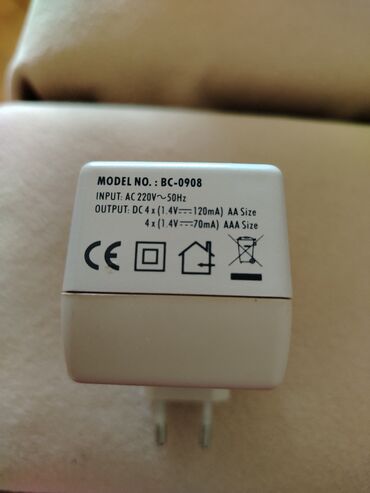 MODEL NO. : BC-0908
INPUT: AC 220V～50Hz
OUTPUT: DC 4 x (1.4V⎓120mA) AA Size
4 x (1.4V⎓70mA) AAA Size
CE